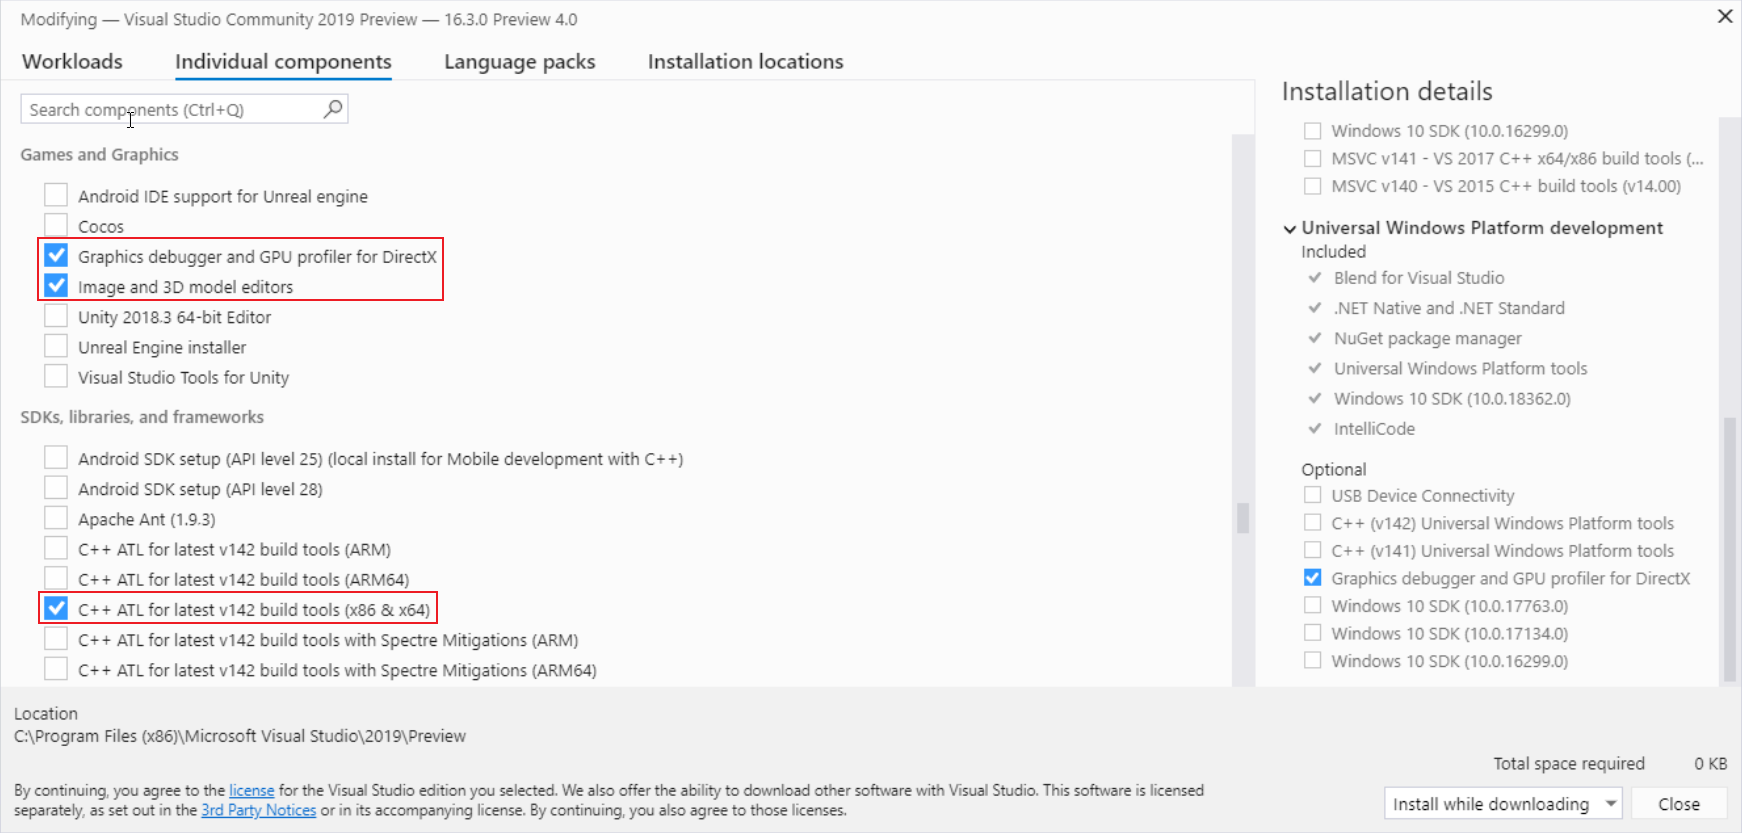 Modifying — Visual Studio Community 2019 Preview — 16.3.0 Preview 4.0
Workloads
Individual components
Language packs
Installation locations
Search components (Ctrl+Q)
Games and Graphics
Android IDE support for Unreal engine
Cocos
Graphics debugger and GPU profiler for DirectX
Image and 3D model editors
Unity 2018.3 64-bit Editor
Unreal Engine installer
Visual Studio Tools for Unity
SDKs, libraries, and frameworks
Android SDK setup (API level 25) (local install for Mobile development with C++)
Android SDK setup (API level 28)
Apache Ant (1.9.3)
C++ ATL for latest v142 build tools (ARM)
C++ ATL for latest v142 build tools (ARM64)
C++ ATL for latest v142 build tools (x86 & x64)
C++ ATL for latest v142 build tools with Spectre Mitigations (ARM)
C++ ATL for latest v142 build tools with Spectre Mitigations (ARM64)
Installation details
Windows 10 SDK (10.0.16299.0)
MSVC v141 - VS 2017 C++ x64/x86 build tools (...
MSVC v140 - VS 2015 C++ build tools (v14.00)
Universal Windows Platform development
Included
Blend for Visual Studio
.NET Native and .NET Standard
NuGet package manager
Universal Windows Platform tools
Windows 10 SDK (10.0.18362.0)
IntelliCode
Optional
USB Device Connectivity
C++ (v142) Universal Windows Platform tools
C++ (v141) Universal Windows Platform tools
Graphics debugger and GPU profiler for DirectX
Windows 10 SDK (10.0.17763.0)
Windows 10 SDK (10.0.17134.0)
Windows 10 SDK (10.0.16299.0)
Location
C:\Program Files (x86)\Microsoft Visual Studio\2019\Preview
Total space required 0 KB
By continuing, you agree to the license for the Visual Studio edition you selected. We also offer the ability to download other software with Visual Studio. This software is licensed
separately, as set out in the 3rd Party Notices or in its accompanying license. By continuing, you also agree to those licenses.
Install while downloading
Close